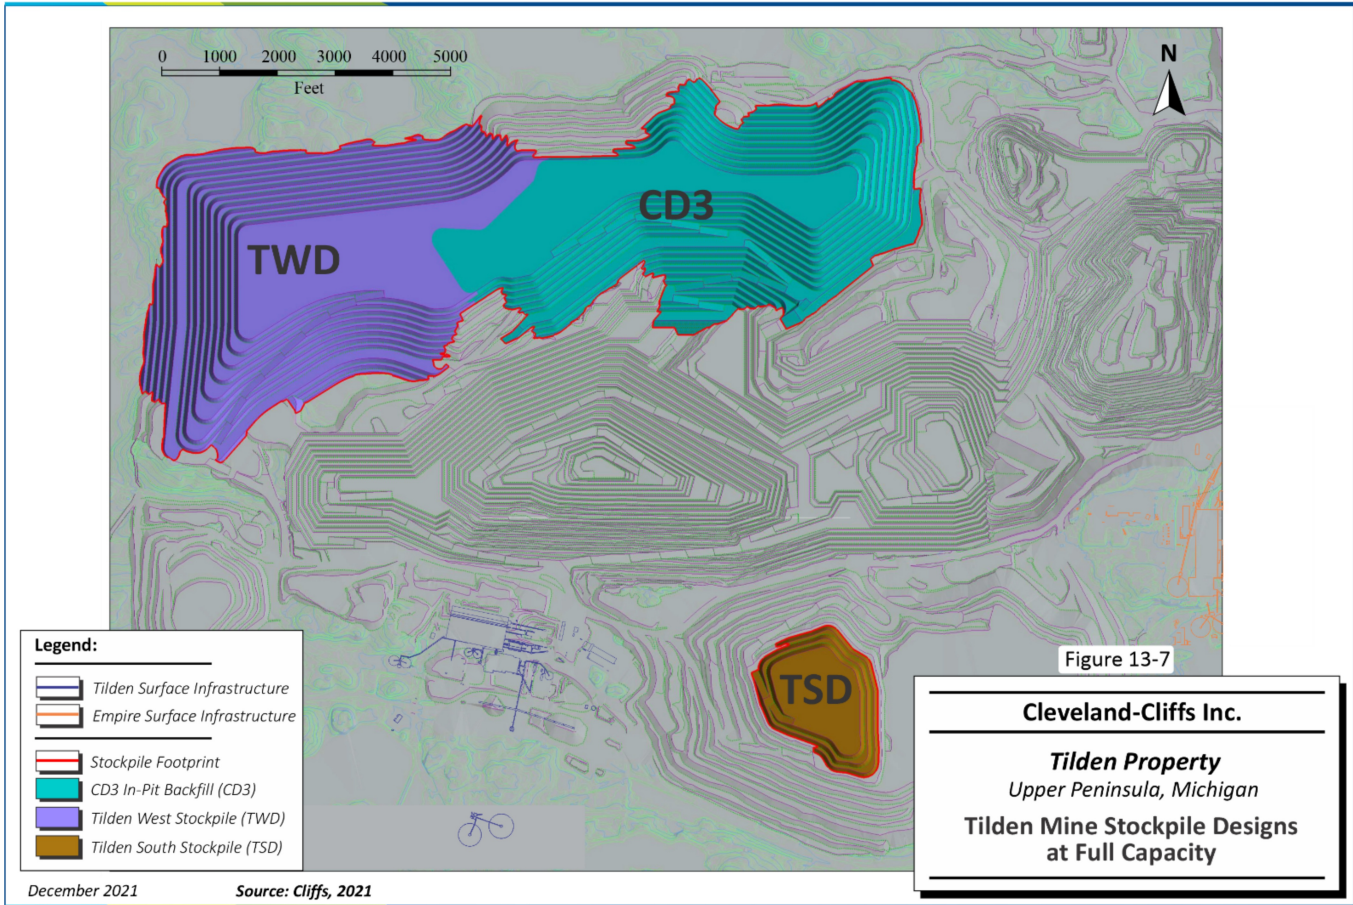 0 1000 2000 3000 4000 5000
Feet
N
CD3
TWD
TSD
Legend:
Tilden Surface Infrastructure
Empire Surface Infrastructure
Stockpile Footprint
CD3 In-Pit Backfill (CD3)
Tilden West Stockpile (TWD)
Tilden South Stockpile (TSD)
Figure 13-7
Cleveland-Cliffs Inc.
Tilden Property
Upper Peninsula, Michigan
Tilden Mine Stockpile Designs
at Full Capacity
December 2021
Source: Cliffs, 2021